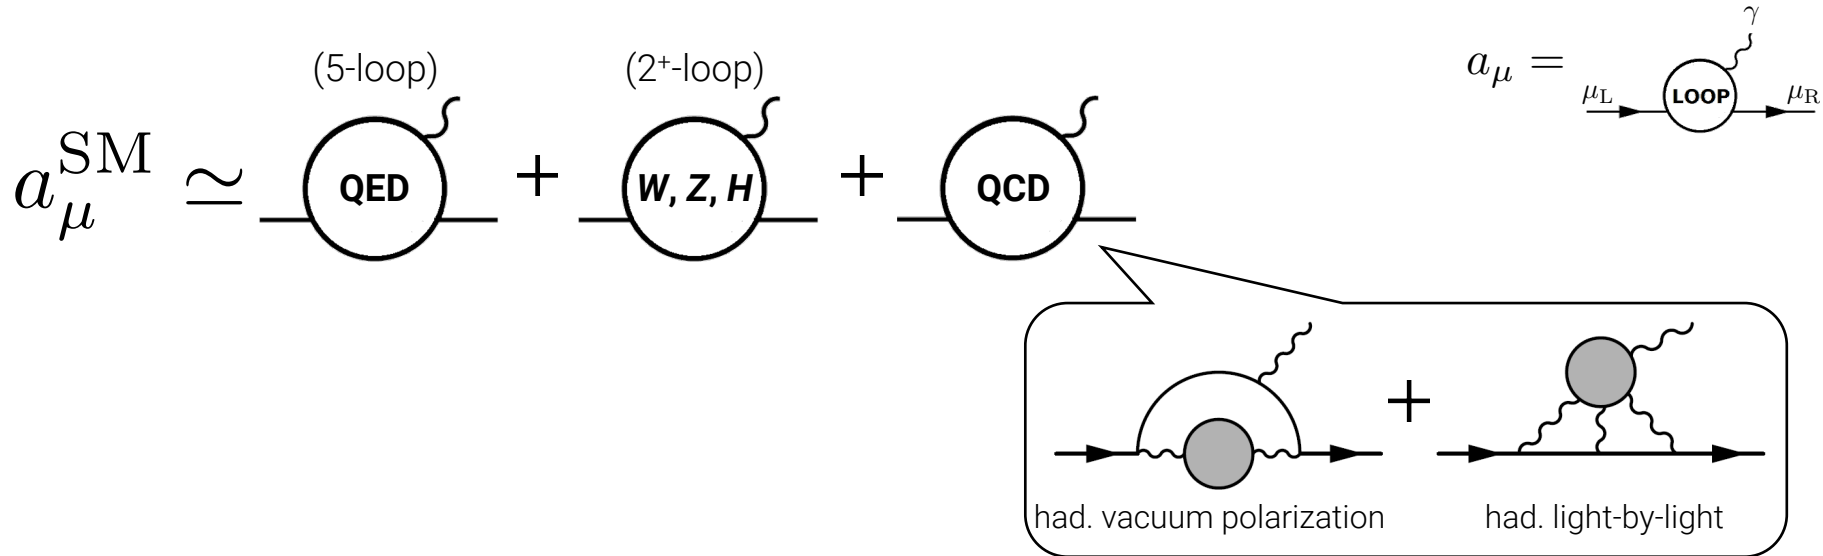 (5-loop) (2⁺-loop)
a_μ^SM ≃ QED + W, Z, H + QCD
γ
a_μ = μ_L LOOP μ_R
+
had. vacuum polarization had. light-by-light